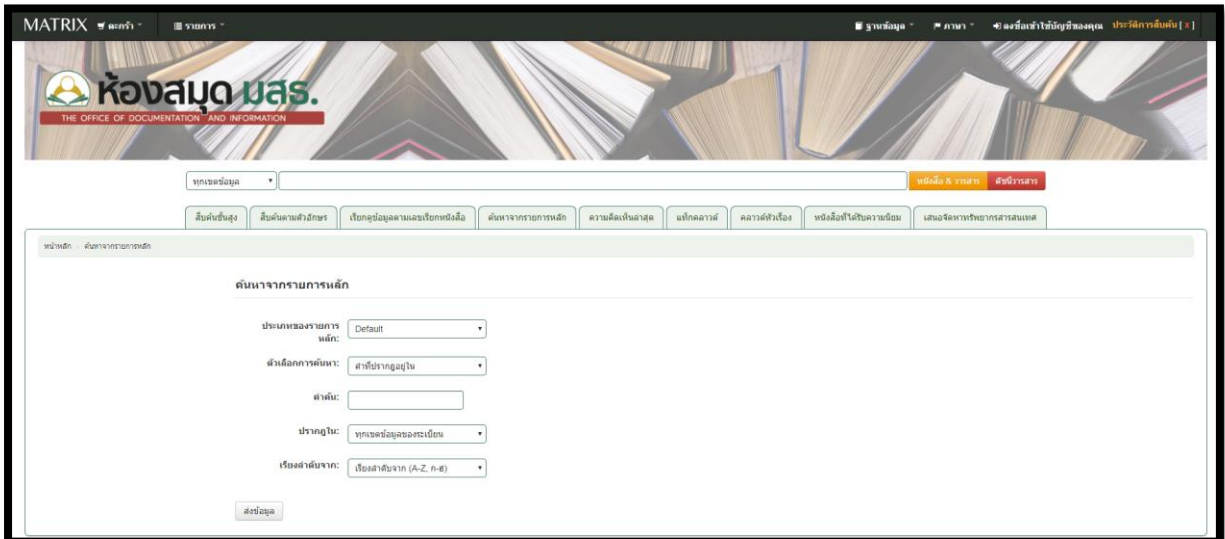 MATRIX ตะกร้า รายการ ฐานข้อมูล ภาษา ลงชื่อเข้าใช้บัญชีของคุณ ประวัติการสืบค้น [ x ]
ห้องสมุด มสธ.
THE OFFICE OF DOCUMENTATION AND INFORMATION
ทุกเขตข้อมูล หนังสือ & วารสาร ดัชนีวารสาร
สืบค้นขั้นสูง สืบค้นตามตัวอักษร เรียกดูข้อมูลตามเลขเรียกหนังสือ ค้นหาจากรายการหลัก ความคิดเห็นล่าสุด แท็กคลาวด์ คลาวด์หัวเรื่อง หนังสือที่ได้รับความนิยม เสนอจัดหาทรัพยากรสารสนเทศ
หน้าหลัก ค้นหาจากรายการหลัก
ค้นหาจากรายการหลัก
ประเภทของรายการ
หลัก: Default
ตัวเลือกการค้นหา: คำที่ปรากฏอยู่ใน
คำค้น:
ปรากฏใน: ทุกเขตข้อมูลของระเบียน
เรียงลำดับจาก: เรียงลำดับจาก (A-Z, ก-ฮ)
ส่งข้อมูล